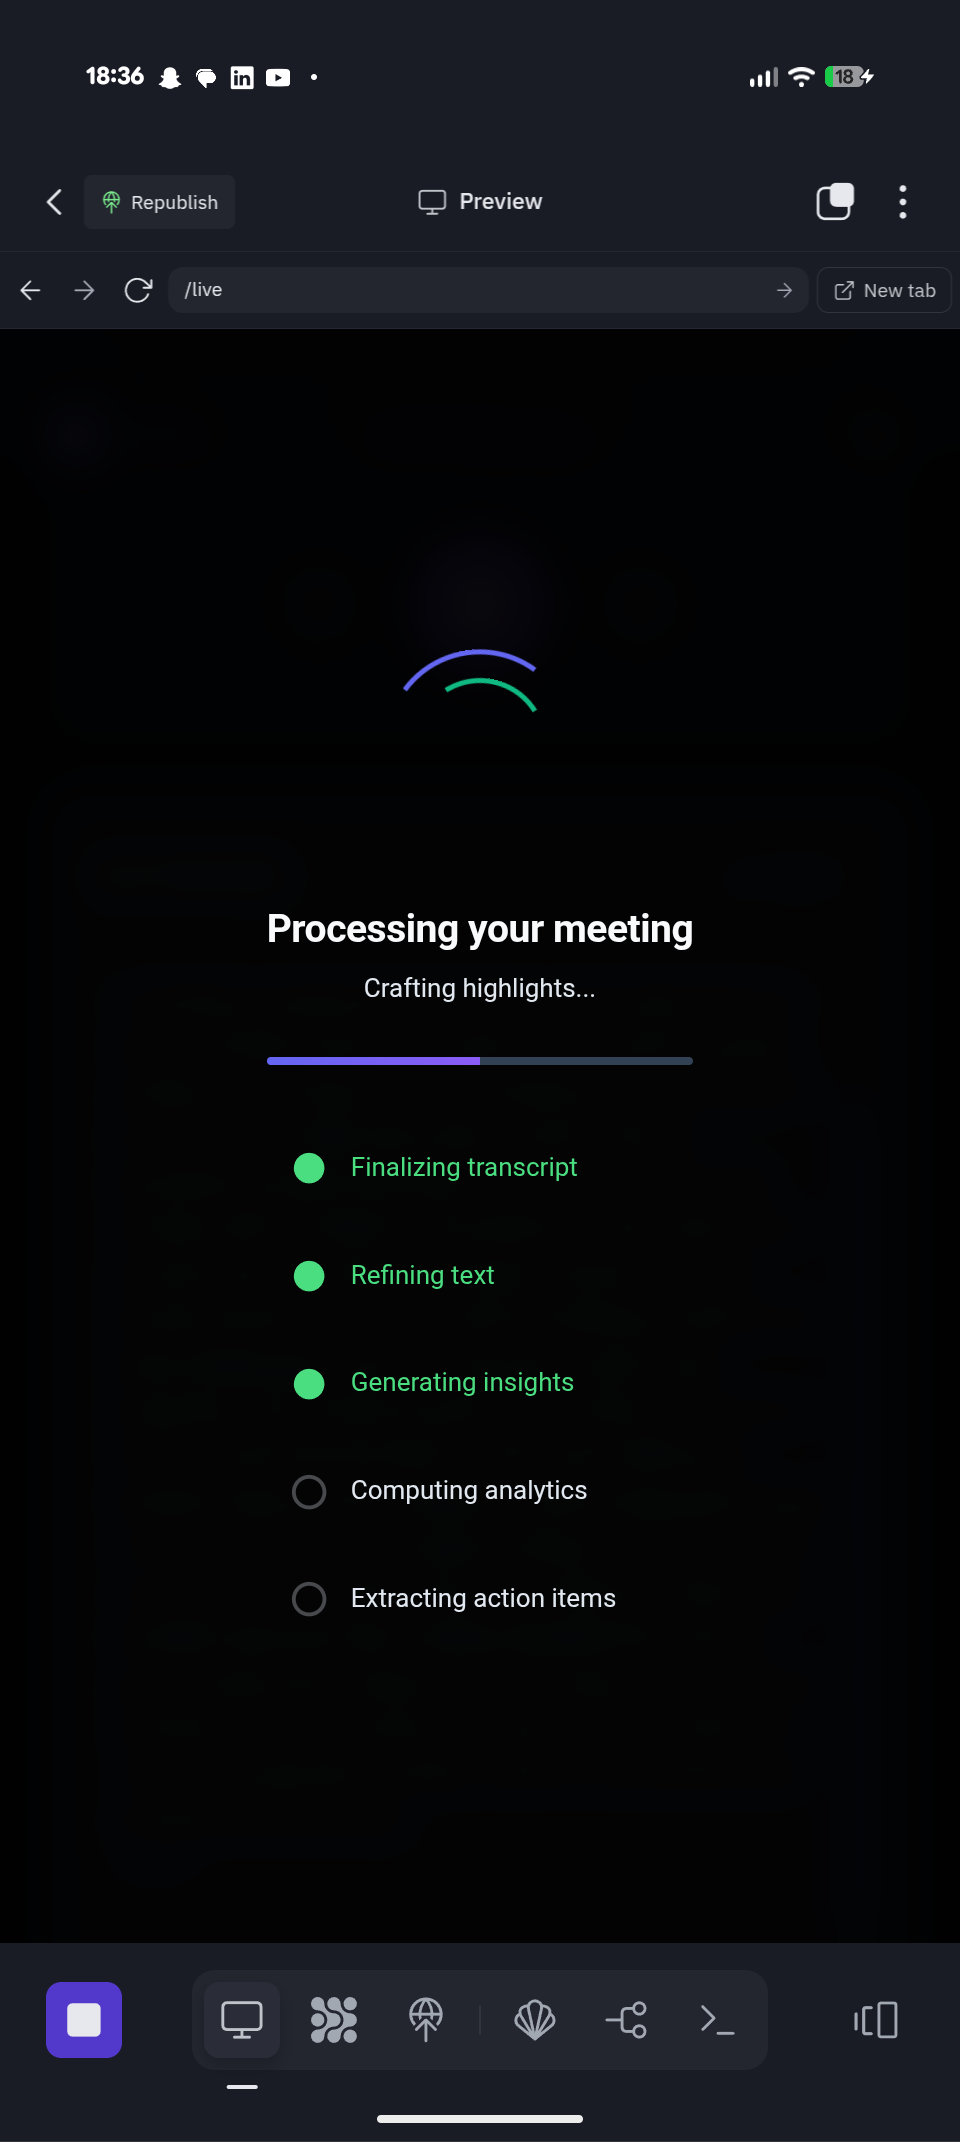 18:36
18
Republish
Preview
/live
New tab
Processing your meeting
Crafting highlights...
Finalizing transcript
Refining text
Generating insights
Computing analytics
Extracting action items